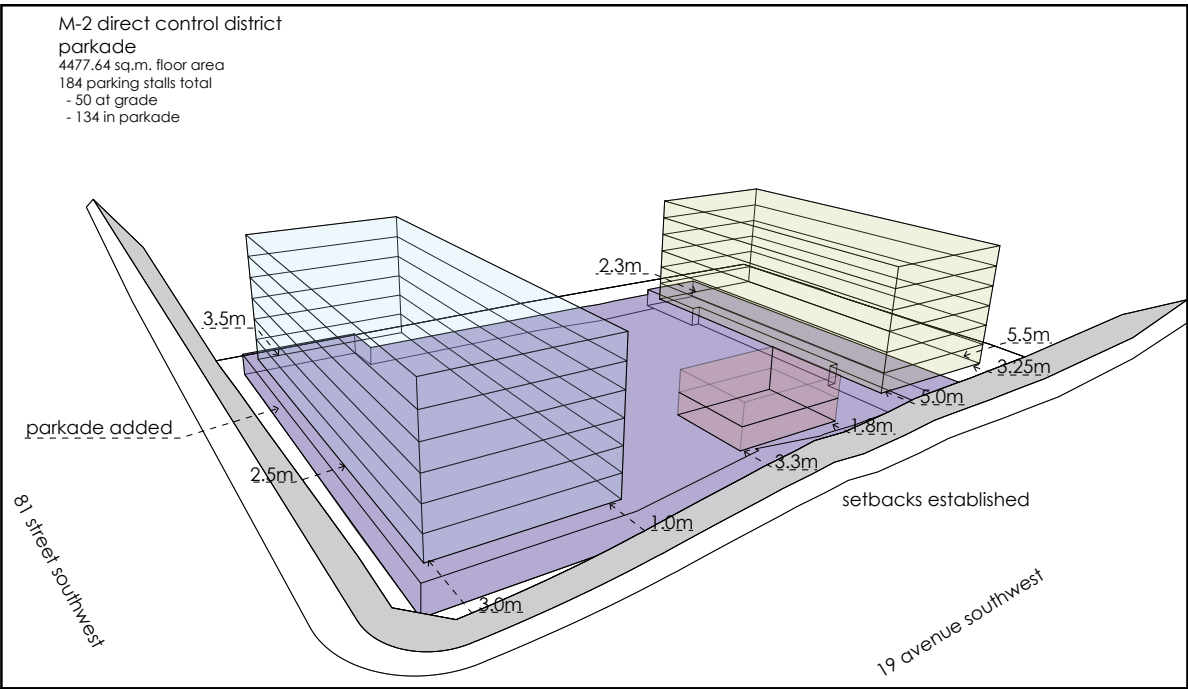 M-2 direct control district
parkade
4477.64 sq.m. floor area
184 parking stalls total
- 50 at grade
- 134 in parkade
2.3m
3.5m
5.5m
3.25m
5.0m
parkade added
1.8m
3.3m
2.5m
setbacks established
1.0m
81 street southwest
3.0m
19 avenue southwest